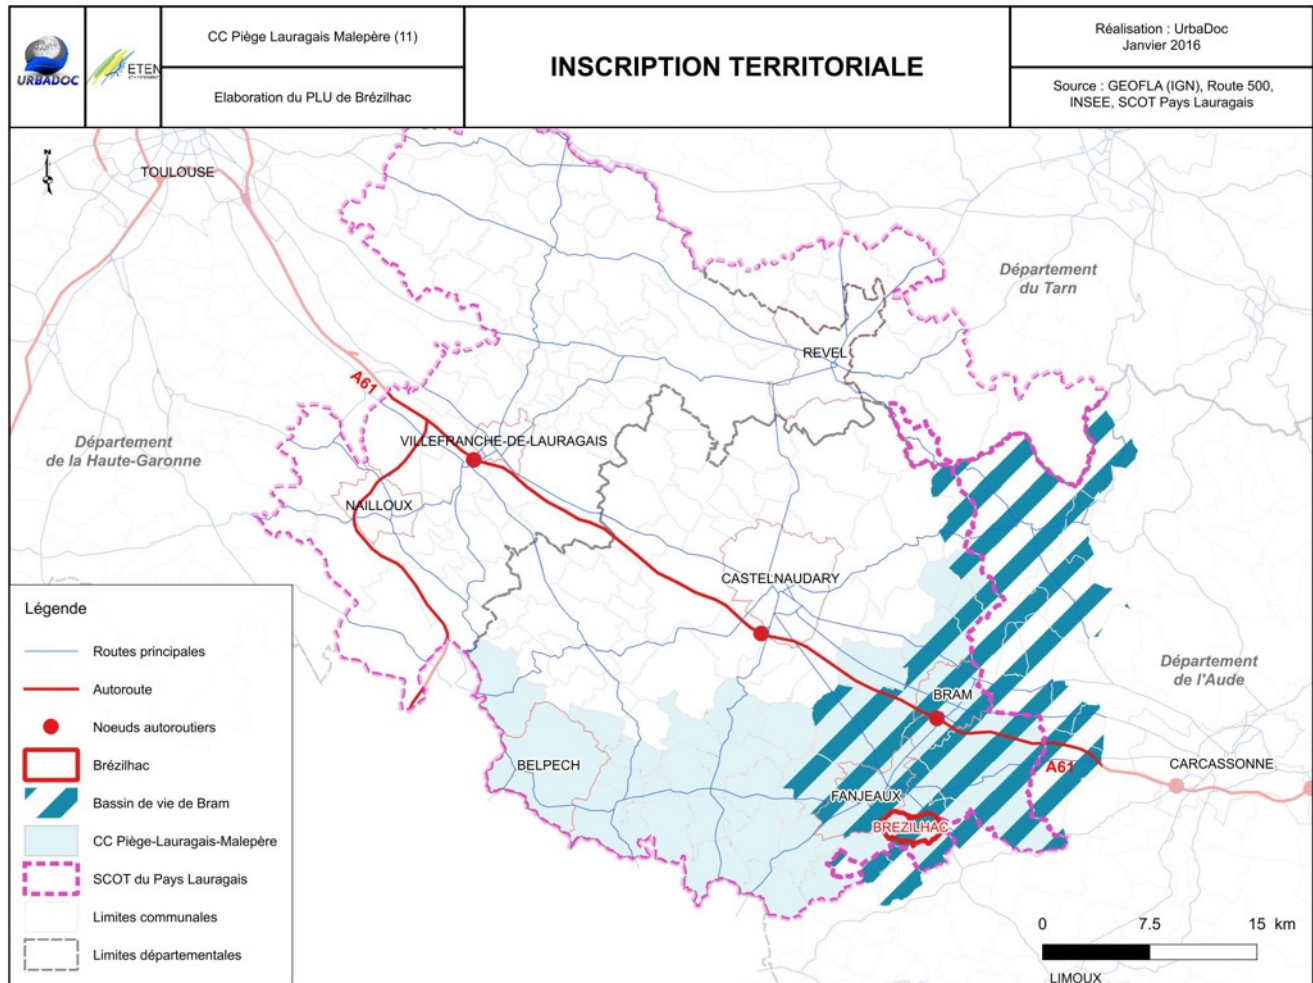 URBADOC
ETEN
CC Piège Lauragais Malepère (11)
Elaboration du PLU de Brézilhac
INSCRIPTION TERRITORIALE
Réalisation : UrbaDoc
Janvier 2016
Source : GEOFLA (IGN), Route 500,
INSEE, SCOT Pays Lauragais
N
TOULOUSE
Département
du Tarn
REVEL
A61
Département
de la Haute-Garonne
VILLEFRANCHE-DE-LAURAGAIS
NAILLOUX
CASTELNAUDARY
Département
de l'Aude
BRAM
A61
CARCASSONNE
BELPECH
FANJEAUX
BREZILHAC
Légende
Routes principales
Autoroute
Noeuds autoroutiers
Brézilhac
Bassin de vie de Bram
CC Piège-Lauragais-Malepère
SCOT du Pays Lauragais
Limites communales
Limites départementales
0 7.5 15 km
LIMOUX